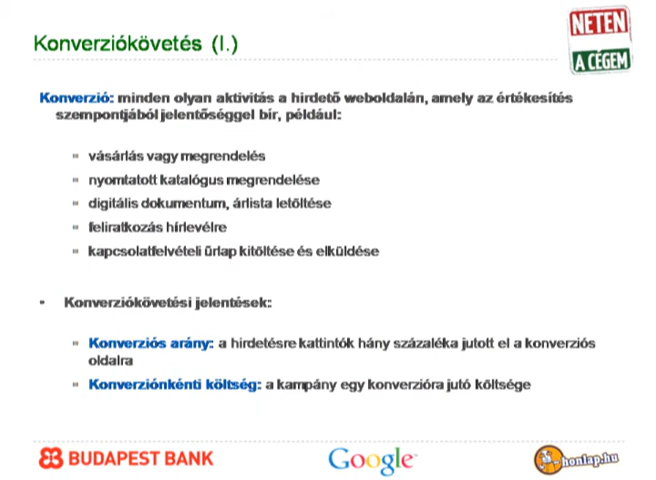 Konverziókövetés (I.)
NETEN
A CÉGEM
Konverzió: minden olyan aktivitás a hirdető weboldalán, amely az értékesítés
szempontjából jelentőséggel bír, például:
vásárlás vagy megrendelés
nyomtatott katalógus megrendelése
digitális dokumentum, árlista letöltése
feliratkozás hírlevélre
kapcsolatfelvételi űrlap kitöltése és elküldése
Konverziókövetési jelentések:
Konverziós arány: a hirdetésre kattintók hány százaléka jutott el a konverziós
oldalra
Konverziónkénti költség: a kampány egy konverzióra jutó költsége
BUDAPEST BANK
Google
honlap.hu